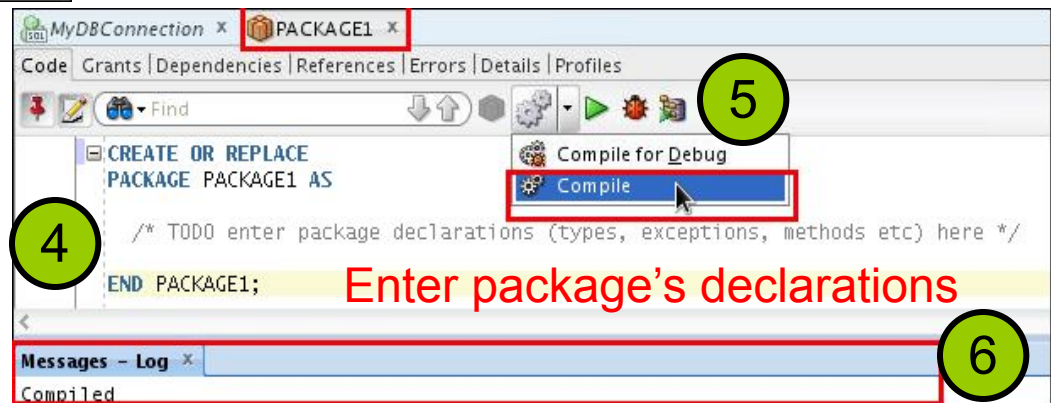 MyDBConnection x PACKAGE1 x
Code Grants | Dependencies | References | Errors | Details | Profiles
Find
5
CREATE OR REPLACE
Compile for Debug
PACKAGE PACKAGE1 AS
Compile
4
/* TODO enter package declarations (types, exceptions, methods etc) here */
END PACKAGE1;
Enter package’s declarations
6
Messages – Log x
Compiled